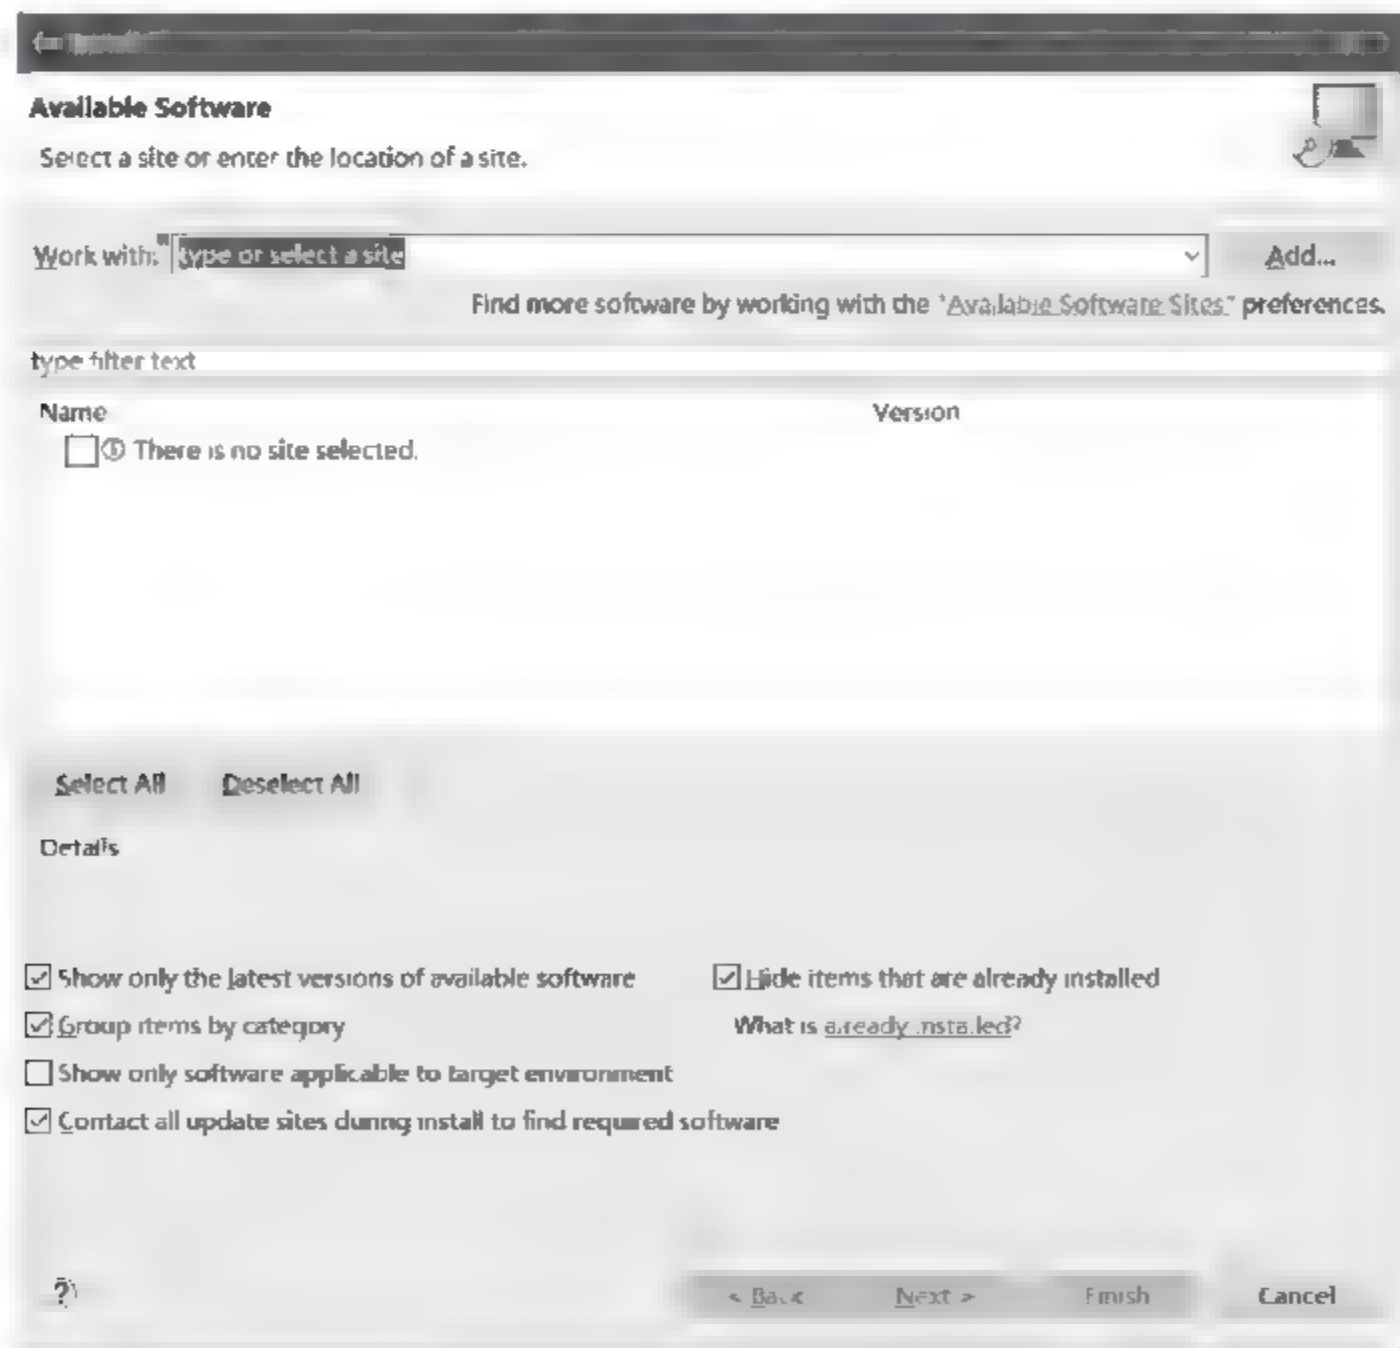 Available Software
Select a site or enter the location of a site.
Work with: type or select a site Add...
Find more software by working with the "Available Software Sites" preferences.
type filter text
Name Version
There is no site selected.
Select All Deselect All
Details
Show only the latest versions of available software Hide items that are already installed
Group items by category What is already installed?
Show only software applicable to target environment
Contact all update sites during install to find required software
? < Back Next > Finish Cancel